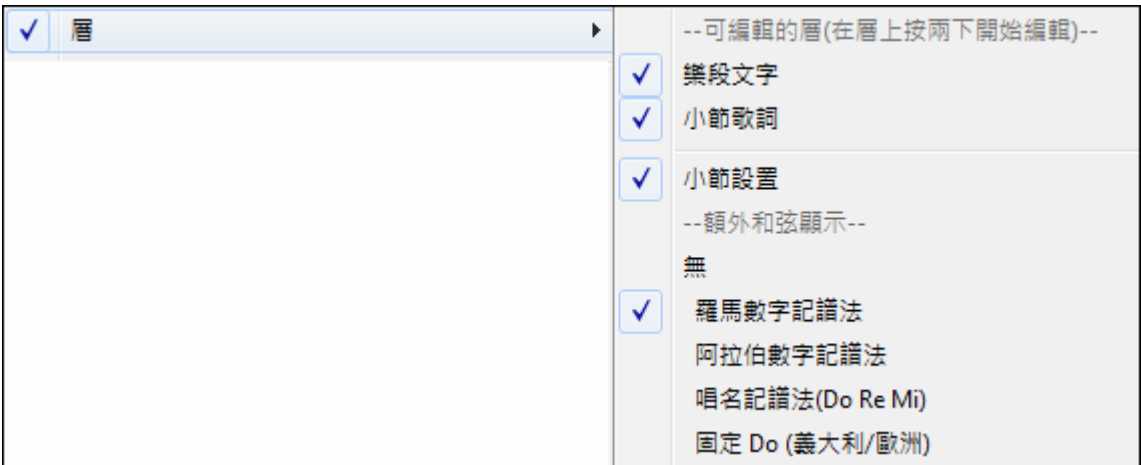 層
--可編輯的層(在層上按兩下開始編輯)--
樂段文字
小節歌詞
小節設置
--額外和弦顯示--
無
羅馬數字記譜法
阿拉伯數字記譜法
唱名記譜法(Do Re Mi)
固定 Do (義大利/歐洲)